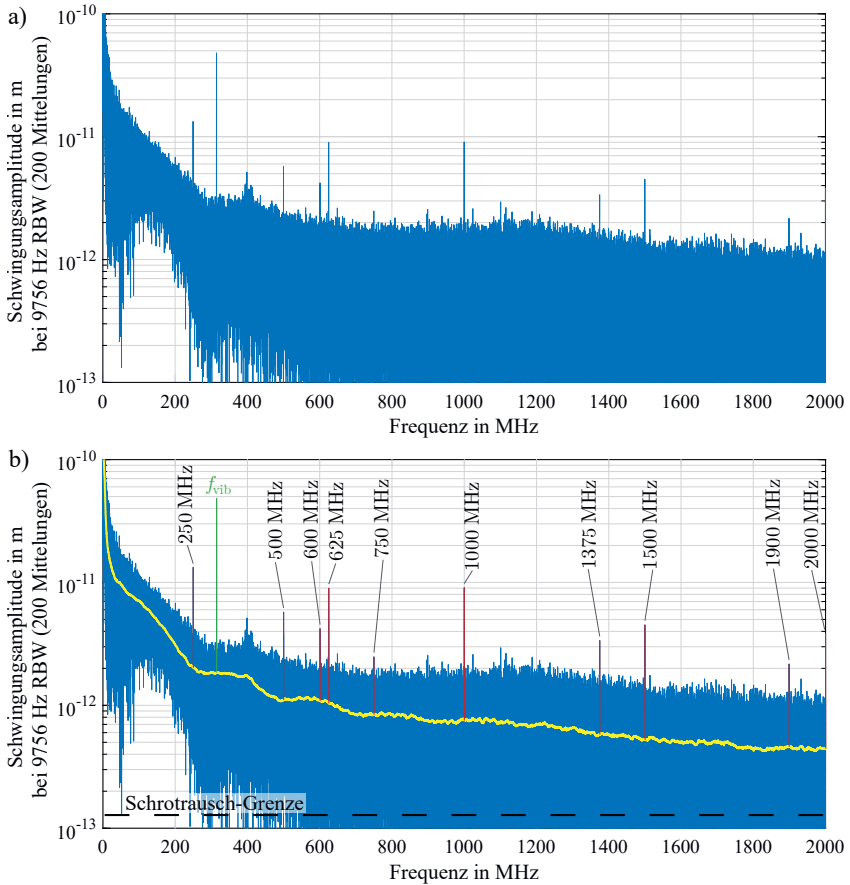 a)
Schwingungsamplitude in m
bei 9756 Hz RBW (200 Mittelungen)
10-10
10-11
10-12
10-13
0 200 400 600 800 1000 1200 1400 1600 1800 2000
Frequenz in MHz
b)
Schwingungsamplitude in m
bei 9756 Hz RBW (200 Mittelungen)
10-10
10-11
10-12
10-13
250 MHz
fvib
500 MHz
600 MHz
625 MHz
750 MHz
1000 MHz
1375 MHz
1500 MHz
1900 MHz
2000 MHz
Schrotrausch-Grenze
0 200 400 600 800 1000 1200 1400 1600 1800 2000
Frequenz in MHz